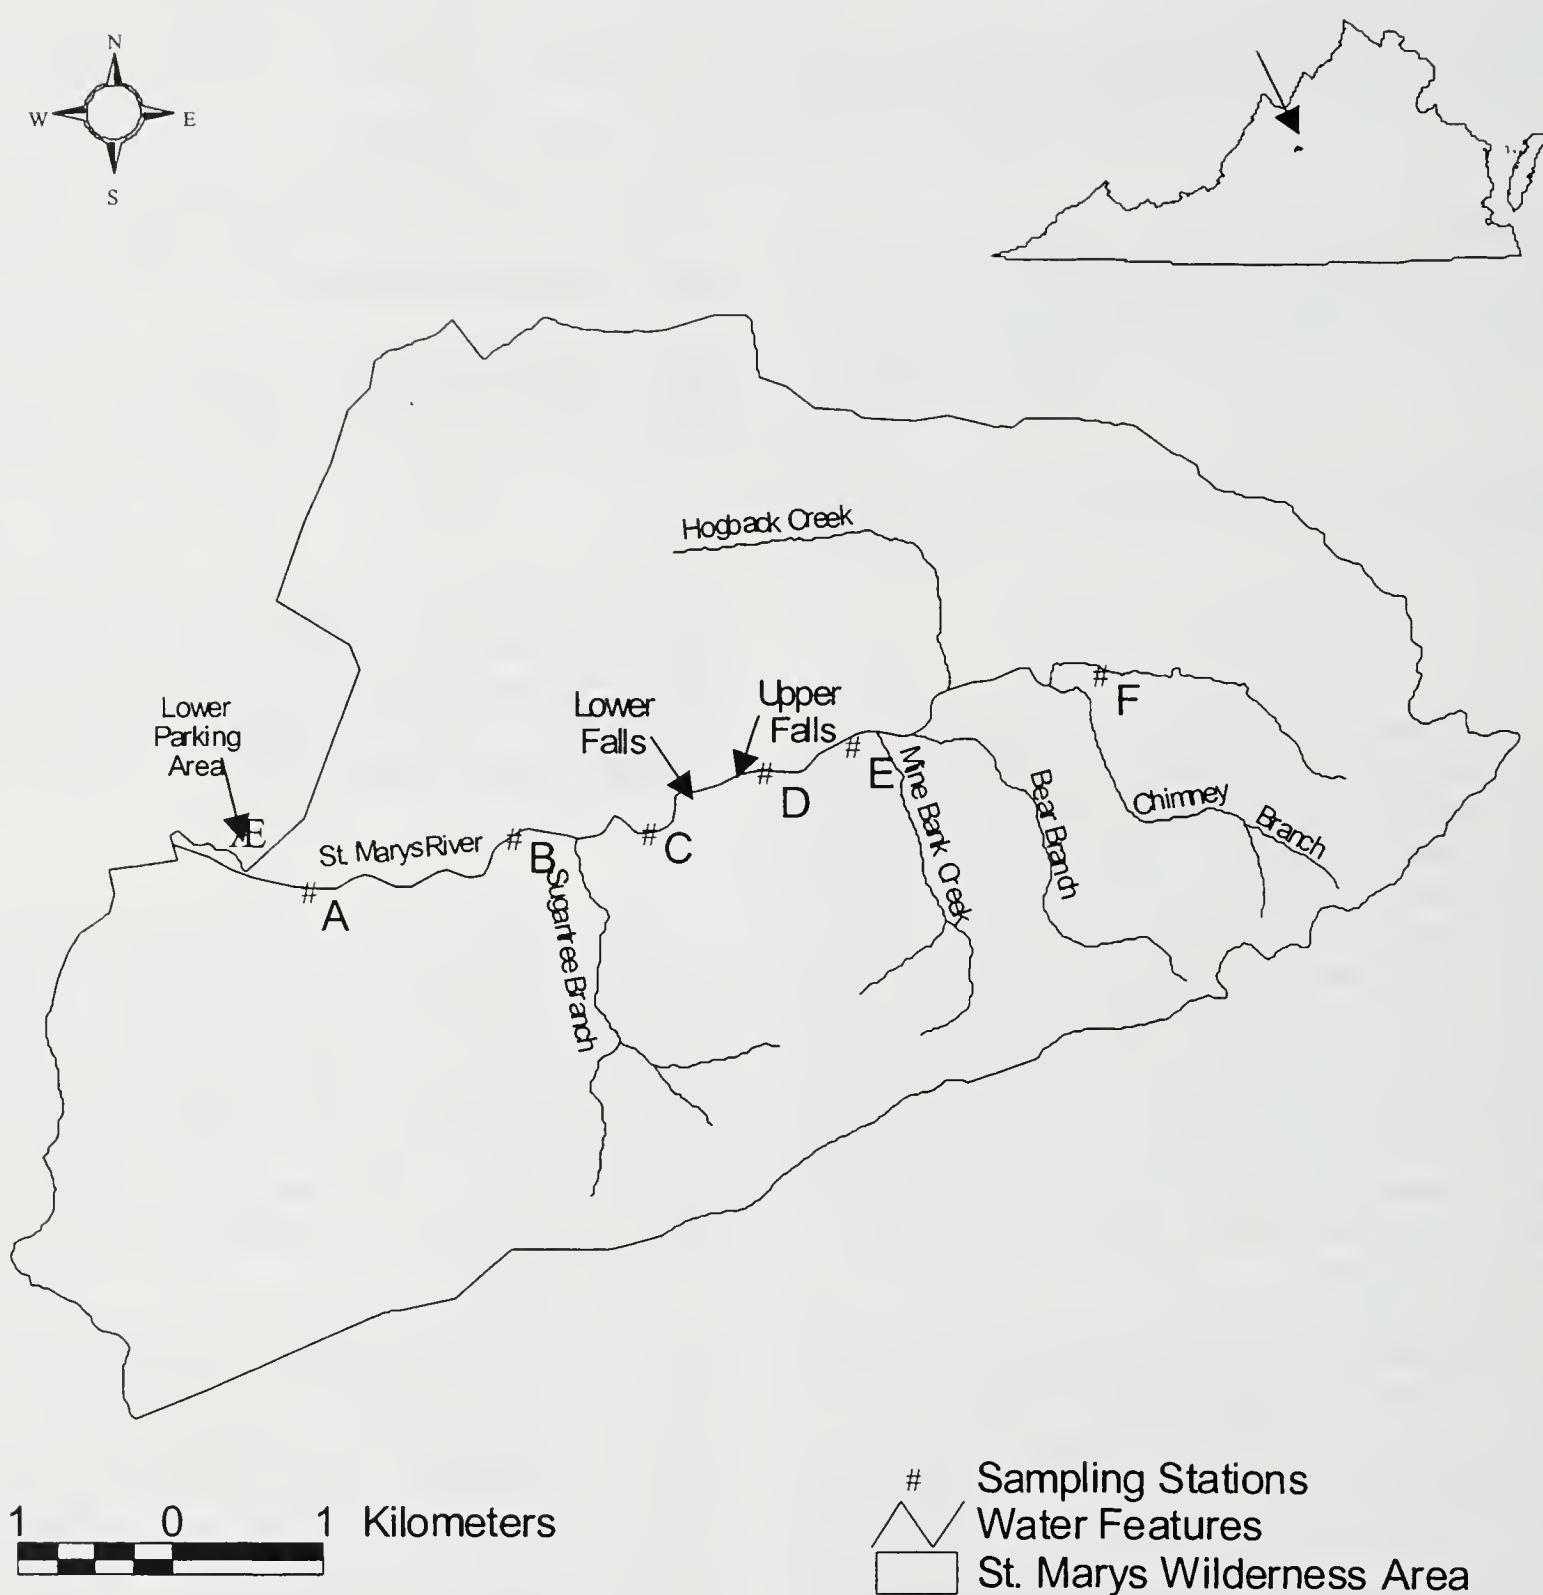 N
W E
S
Hogback Creek
Lower
Falls
Upper
Falls
Lower
Parking
Area
Æ
St. Marys River
A
B
C
D
E
F
Sugartree Branch
Mine Bank Creek
Bear Branch
Chimney Branch
1 0 1 Kilometers
# Sampling Stations
Water Features
St. Marys Wilderness Area